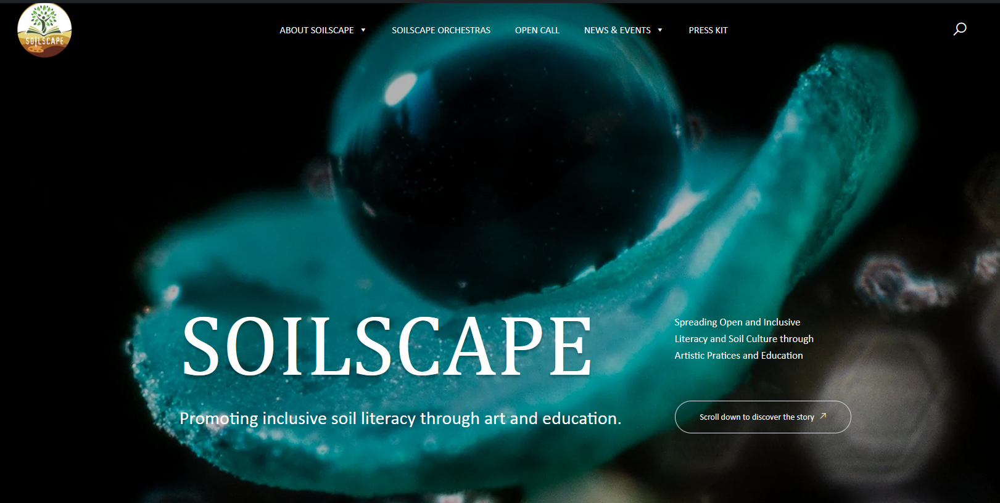 SOILSCAPE
ABOUT SOILSCAPE
SOILSCAPE ORCHESTRAS
OPEN CALL
NEWS & EVENTS
PRESS KIT
SOILSCAPE
Promoting inclusive soil literacy through art and education.
Spreading Open and Inclusive
Literacy and Soil Culture through
Artistic Pratices and Education
Scroll down to discover the story